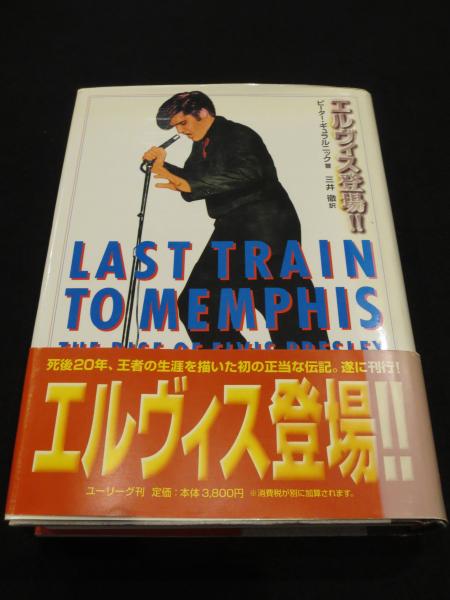 エルヴィス登場!!
ピーター・ギュラルニック 著
三井 徹 訳
LAST TRAIN
TO MEMPHIS
THE RISE OF ELVIS PRESLEY
死後20年、王者の生涯を描いた初の正当な伝記。遂に刊行!
エルヴィス登場!!
ユーリーグ刊 定価:本体3,800円 ※消費税が別に加算されます。